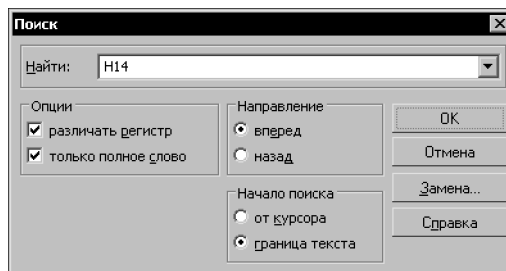 Поиск
Найти: H14
Опции
различать регистр
только полное слово
Направление
вперед
назад
Начало поиска
от курсора
граница текста
OK
Отмена
Замена...
Справка